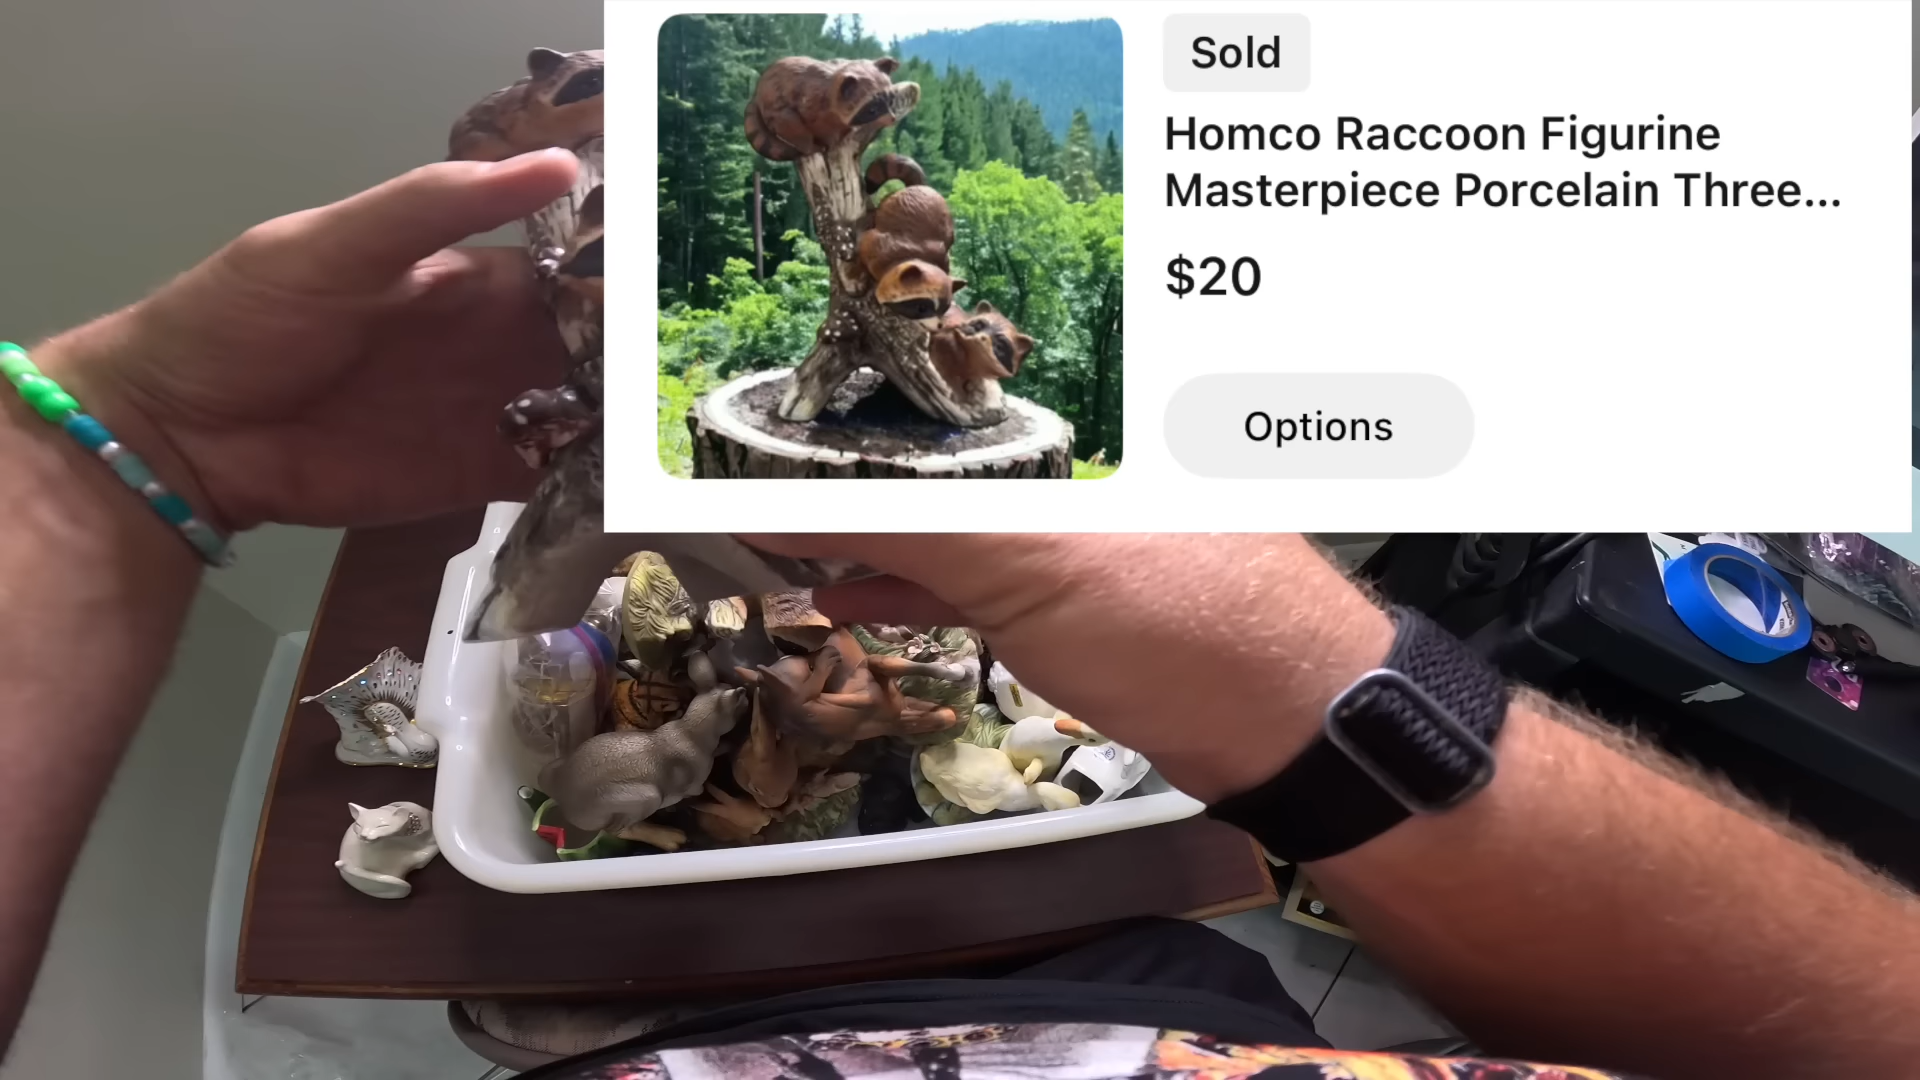 Sold
Homco Raccoon Figurine
Masterpiece Porcelain Three...
$20
Options